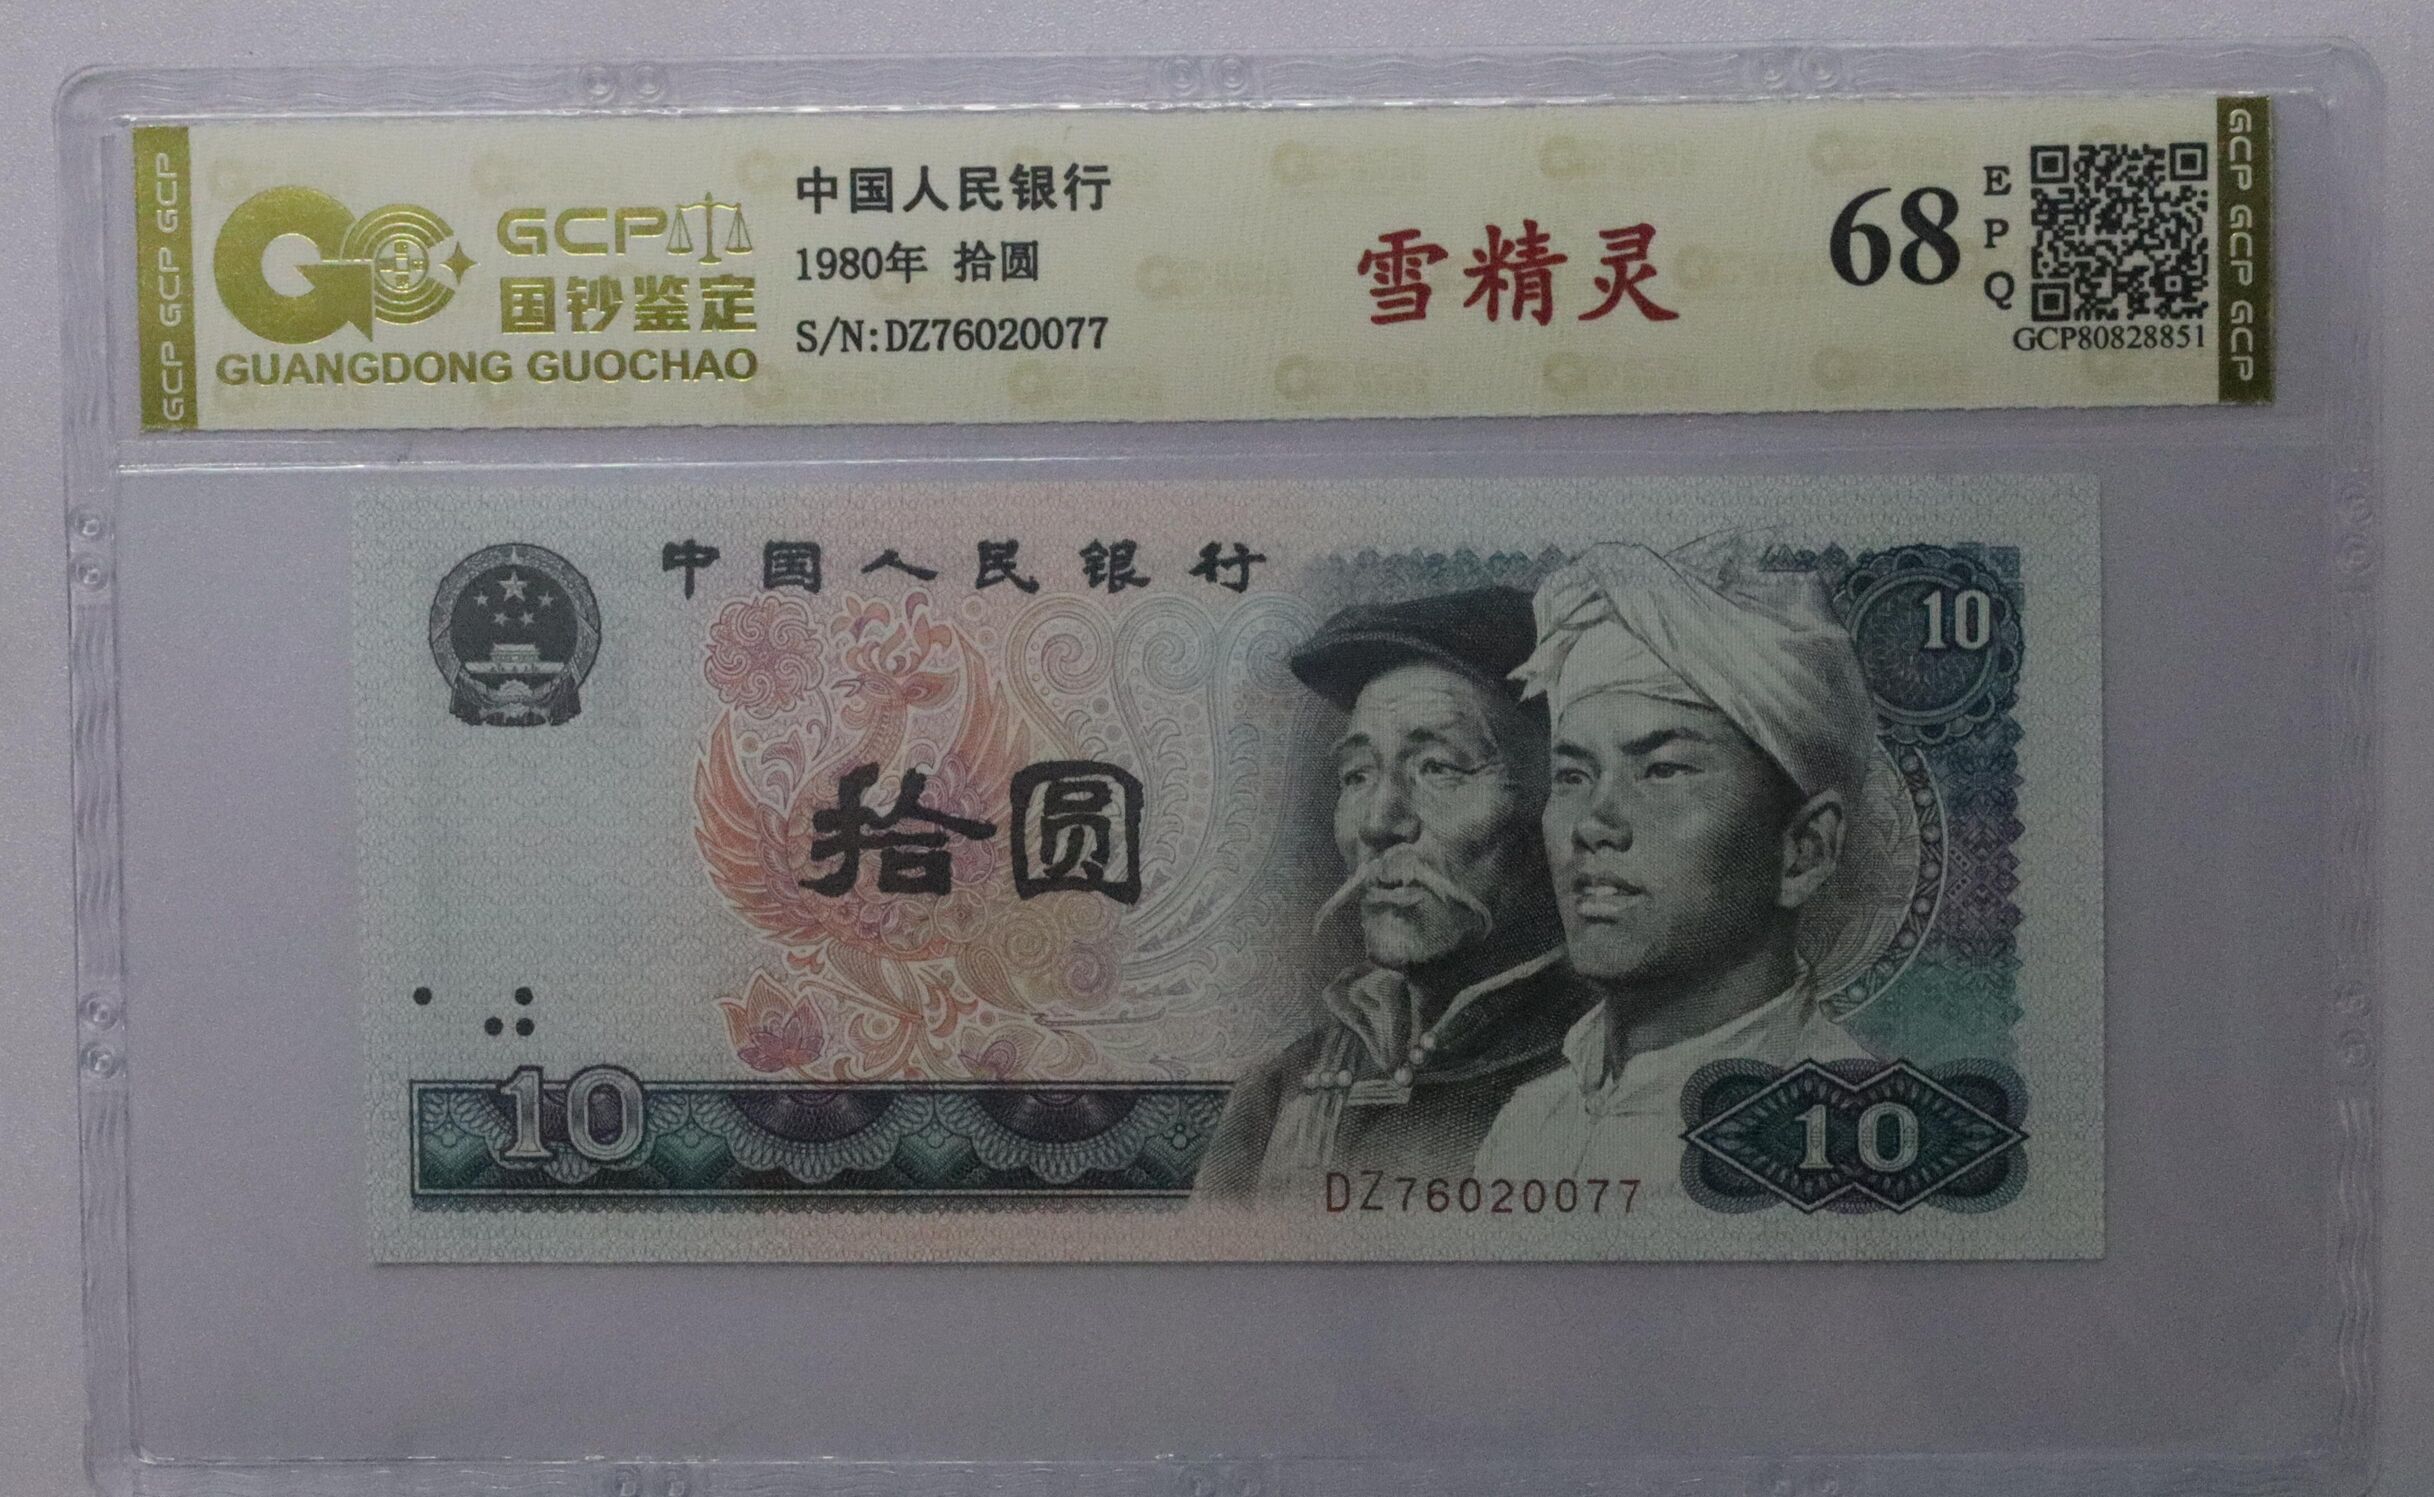 GCP GCP GCP
GCP
国钞鉴定
GUANGDONG GUOCHAO
中国人民银行
1980年 拾圆
S/N:DZ76020077
雪精灵
68
EPQ
GCP80828851
GCP GCP GCP
中国人民银行
10
拾圆
10
10
DZ76020077